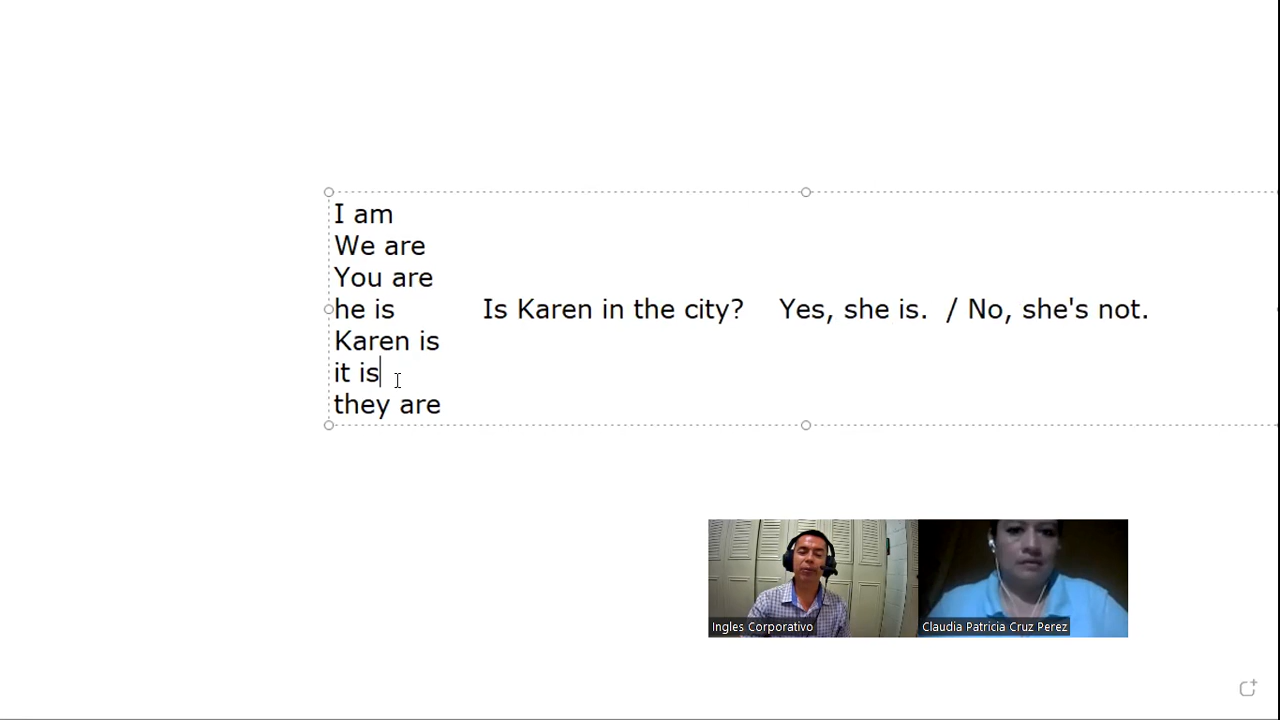 I am
We are
You are
he is Is Karen in the city? Yes, she is. / No, she's not.
Karen is
it is
they are
Ingles Corporativo
Claudia Patricia Cruz Perez